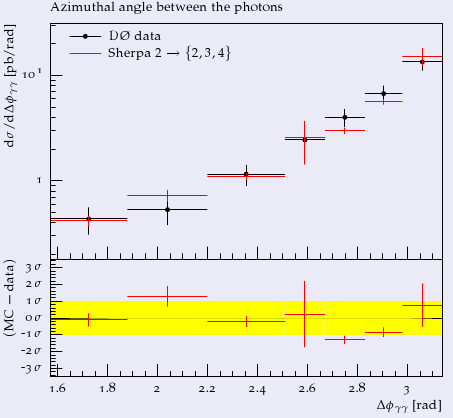 Azimuthal angle between the photons
dσ/dΔϕγγ [pb/rad]
DØ data
Sherpa 2 → {2,3,4}
10¹
1
(MC − data)
3σ
2σ
1σ
0σ
-1σ
-2σ
-3σ
1.6 1.8 2 2.2 2.4 2.6 2.8 3
Δϕγγ [rad]